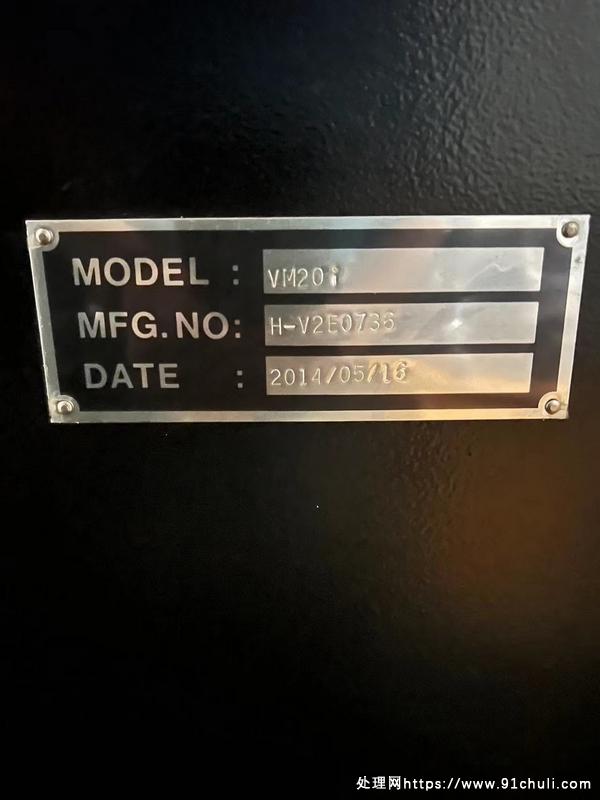 MODEL : VM20i
MFG.NO: H-V2E0736
DATE : 2014/05/16
处理网https://www.91chuli.com